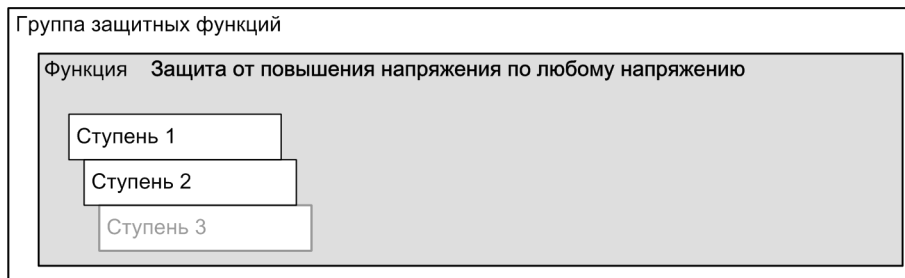 Группа защитных функций
Функция Защита от повышения напряжения по любому напряжению
Ступень 1
Ступень 2
Ступень 3